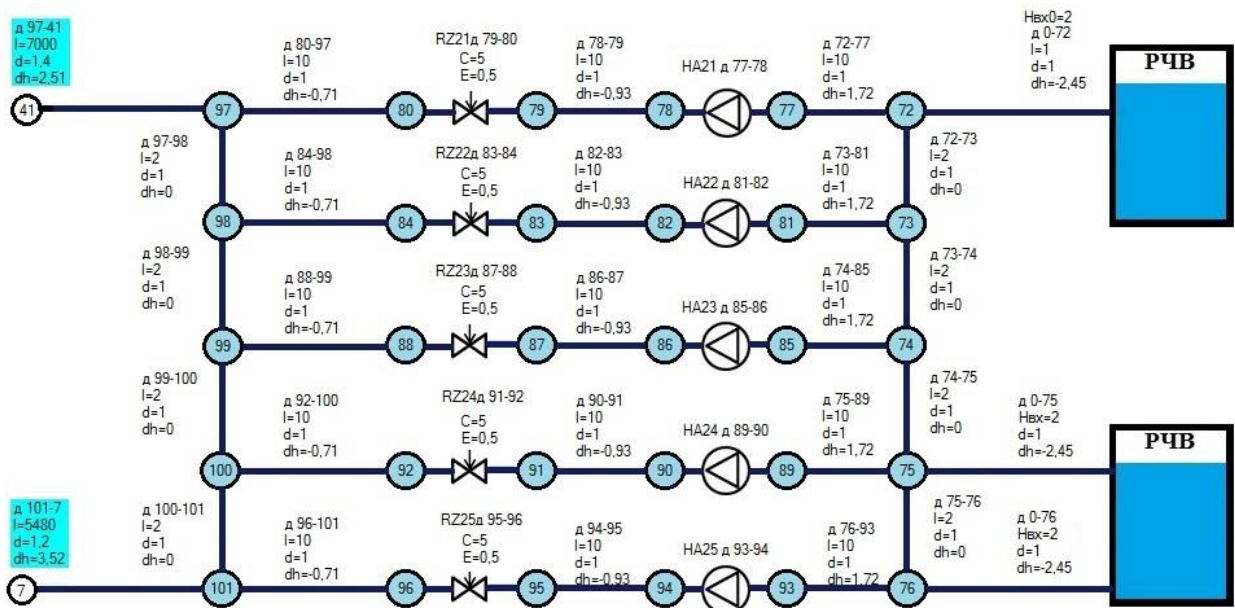 д 97-41
l=7000
d=1,4
dh=2,51
д 80-97
l=10
d=1
dh=-0,71
RZ21д 79-80
C=5
E=0,5
д 78-79
l=10
d=1
dh=-0,93
НА21 д 77-78
д 72-77
l=10
d=1
dh=1,72
Нвх0=2
д 0-72
l=1
d=1
dh=-2,45
РЧВ
41
97
80
79
78
77
72
д 97-98
l=2
d=1
dh=0
д 84-98
l=10
d=1
dh=-0,71
RZ22д 83-84
C=5
E=0,5
д 82-83
l=10
d=1
dh=-0,93
НА22 д 81-82
д 73-81
l=10
d=1
dh=1,72
д 72-73
l=2
d=1
dh=0
98
84
83
82
81
73
д 98-99
l=2
d=1
dh=0
д 88-99
l=10
d=1
dh=-0,71
RZ23д 87-88
C=5
E=0,5
д 86-87
l=10
d=1
dh=-0,93
НА23 д 85-86
д 74-85
l=10
d=1
dh=1,72
д 73-74
l=2
d=1
dh=0
99
88
87
86
85
74
д 99-100
l=2
d=1
dh=0
д 92-100
l=10
d=1
dh=-0,71
RZ24д 91-92
C=5
E=0,5
д 90-91
l=10
d=1
dh=-0,93
НА24 д 89-90
д 75-89
l=10
d=1
dh=1,72
д 74-75
l=2
d=1
dh=0
д 0-75
Нвх=2
d=1
dh=-2,45
РЧВ
100
92
91
90
89
75
д 101-7
l=5480
d=1,2
dh=3,52
д 100-101
l=2
d=1
dh=0
д 96-101
l=10
d=1
dh=-0,71
RZ25д 95-96
C=5
E=0,5
д 94-95
l=10
d=1
dh=-0,93
НА25 д 93-94
д 76-93
l=10
d=1
dh=1,72
д 75-76
l=2
d=1
dh=0
д 0-76
Нвх=2
d=1
dh=-2,45
7
101
96
95
94
93
76